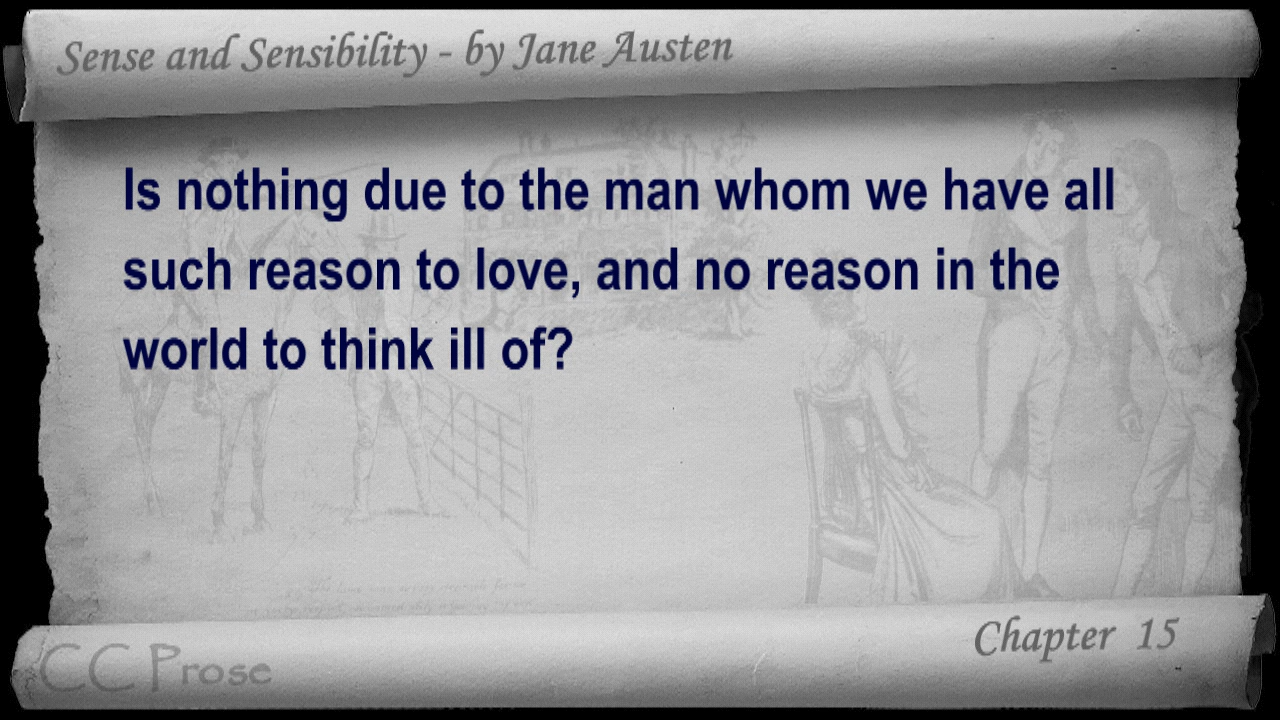 Sense and Sensibility - by Jane Austen
Is nothing due to the man whom we have all
such reason to love, and no reason in the
world to think ill of?
Chapter 15
CC Prose